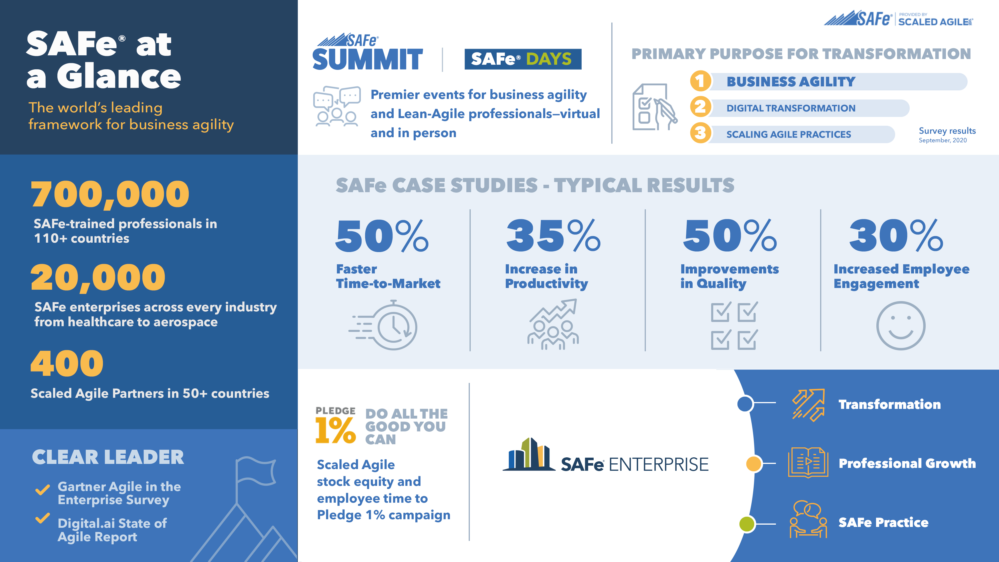 SAFe® at
a Glance
The world's leading
framework for business agility
700,000
SAFe-trained professionals in
110+ countries
20,000
SAFe enterprises across every industry
from healthcare to aerospace
400
Scaled Agile Partners in 50+ countries
CLEAR LEADER
Gartner Agile in the
Enterprise Survey
Digital.ai State of
Agile Report
SAFe®
SUMMIT
SAFe® DAYS
Premier events for business agility
and Lean-Agile professionals—virtual
and in person
SAFe®
PROVIDED BY
SCALED AGILE
PRIMARY PURPOSE FOR TRANSFORMATION
1 BUSINESS AGILITY
2 DIGITAL TRANSFORMATION
3 SCALING AGILE PRACTICES
Survey results
September, 2020
SAFe CASE STUDIES - TYPICAL RESULTS
50%
Faster
Time-to-Market
35%
Increase in
Productivity
50%
Improvements
in Quality
30%
Increased Employee
Engagement
PLEDGE
1%
DO ALL THE
GOOD YOU
CAN
Scaled Agile
stock equity and
employee time to
Pledge 1% campaign
SAFe® ENTERPRISE
Transformation
Professional Growth
SAFe Practice